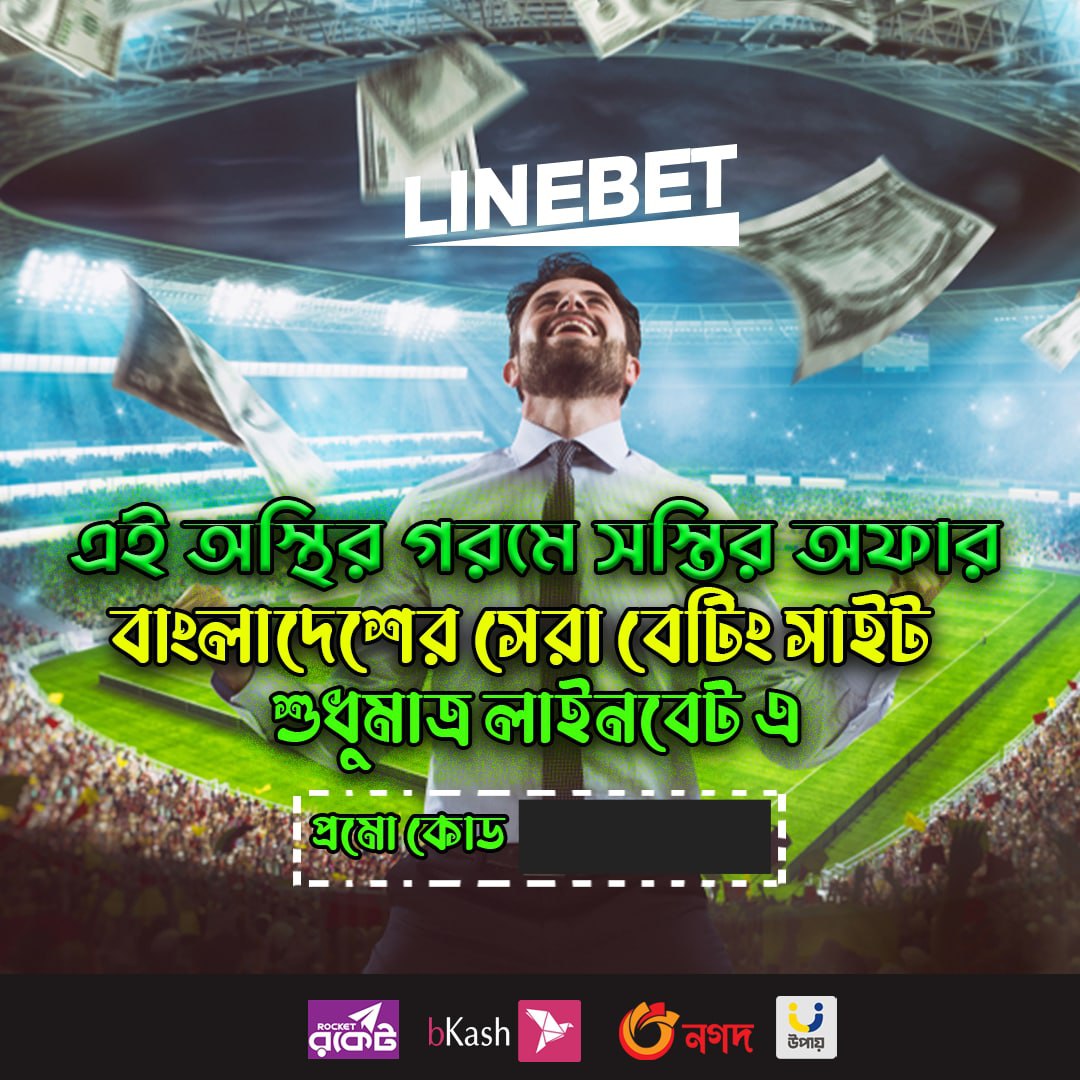 LINEBET
এই অস্থির গরমে সস্তির অফার
বাংলাদেশের সেরা বেটিং সাইট
শুধুমাত্র লাইনবেট এ
প্রমো কোড
ROCKET
রকেট
bKash
নগদ
উপায়